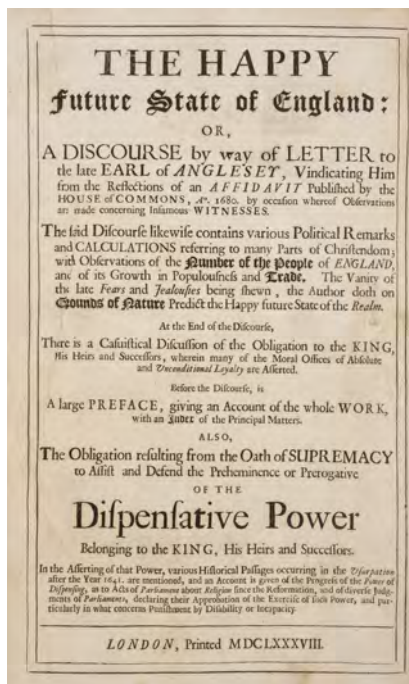 THE HAPPY
Future State of England:
OR,
A DISCOURSE by way of LETTER to
the late EARL of ANGLESEY, Vindicating Him
from the Reflections of an AFFIDAVIT Published by the
HOUSE of COMMONS, Aº. 1680. by occasion whereof Observations
are made concerning Infamous WITNESSES.
The said Discourse likewise contains various Political Remarks
and CALCULATIONS referring to many Parts of Christendom;
with Observations of the Number of the People of ENGLAND,
and of its Growth in Populousness and Trade. The Vanity of
the late Fears and Jealousies being shewn, the Author doth on
Grounds of Nature Predict the Happy future State of the Realm.
At the End of the Discourse,
There is a Casuistical Discussion of the Obligation to the KING,
His Heirs and Successors, wherein many of the Moral Offices of Absolute
and Unconditional Loyalty are Asserted.
Before the Discourse, is
A large PREFACE, giving an Account of the whole WORK,
with an Index of the Principal Matters.
ALSO,
The Obligation resulting from the Oath of SUPREMACY
to Assist and Defend the Preheminence or Prerogative
OF THE
Dispensative Power
Belonging to the KING, His Heirs and Successors.
In the Asserting of that Power, various Historical Passages occurring in the Usurpation
after the Year 1641. are mentioned, and an Account is given of the Progress of the Power of
Dispensing, as to Acts of Parliament about Religion since the Reformation, and of diverse Judg-
ments of Parliaments, declaring their Approbation of the Exercise of such Power, and par-
ticularly in what concerns Punishment by Disability or Incapacity.
LONDON, Printed MDCLXXXVIII.